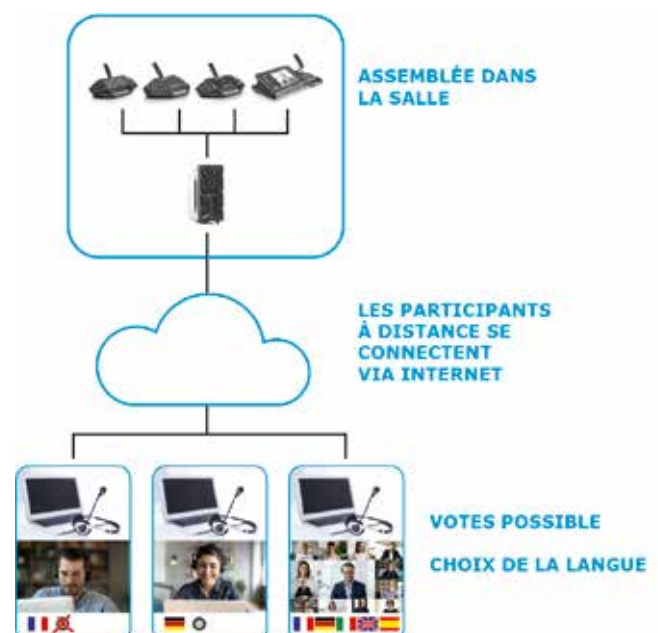 ASSEMBLÉE DANS
LA SALLE
LES PARTICIPANTS
À DISTANCE SE
CONNECTENT
VIA INTERNET
VOTES POSSIBLE
CHOIX DE LA LANGUE